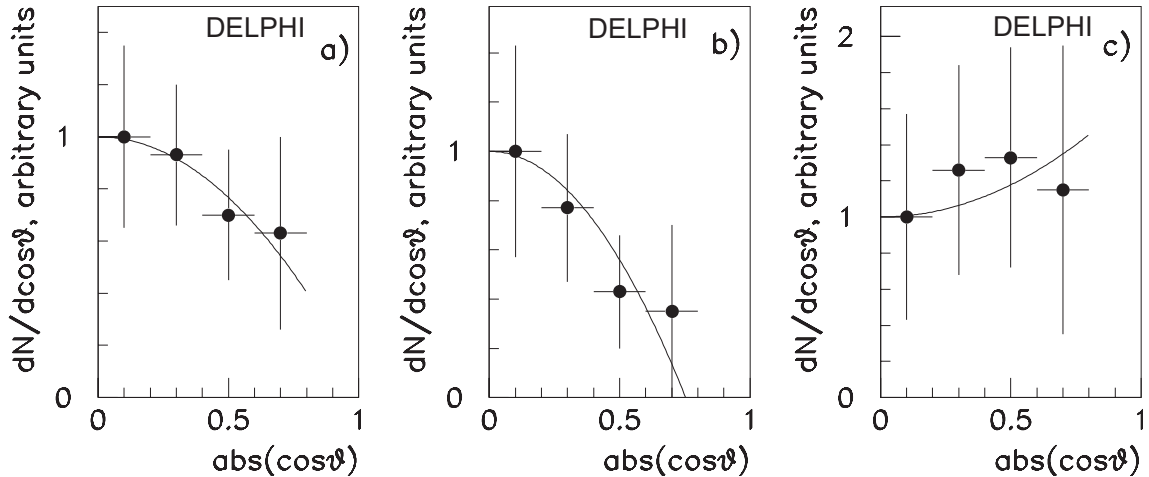 dN/dcosϑ, arbitrary units
DELPHI
a)
1
0
0
0.5
1
abs(cosϑ)
dN/dcosϑ, arbitrary units
DELPHI
b)
1
0
0
0.5
1
abs(cosϑ)
dN/dcosϑ, arbitrary units
DELPHI
c)
2
1
0
0
0.5
1
abs(cosϑ)